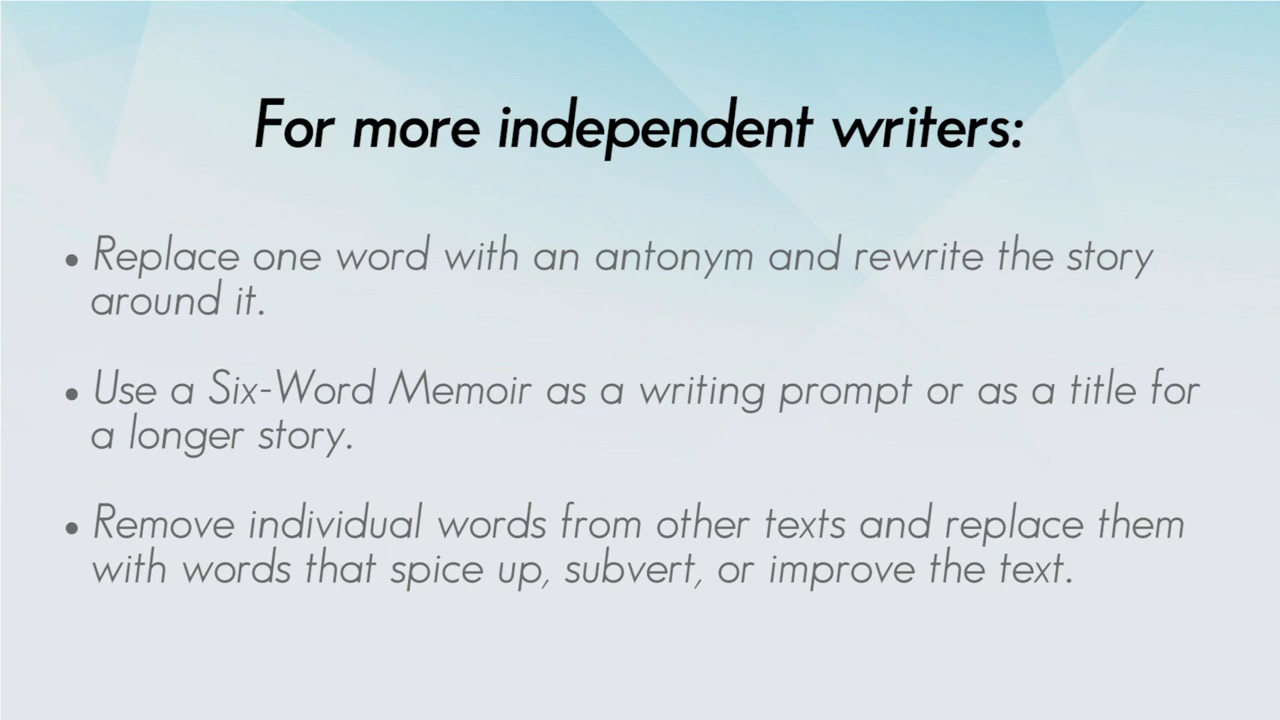 For more independent writers:
• Replace one word with an antonym and rewrite the story
around it.
• Use a Six-Word Memoir as a writing prompt or as a title for
a longer story.
• Remove individual words from other texts and replace them
with words that spice up, subvert, or improve the text.